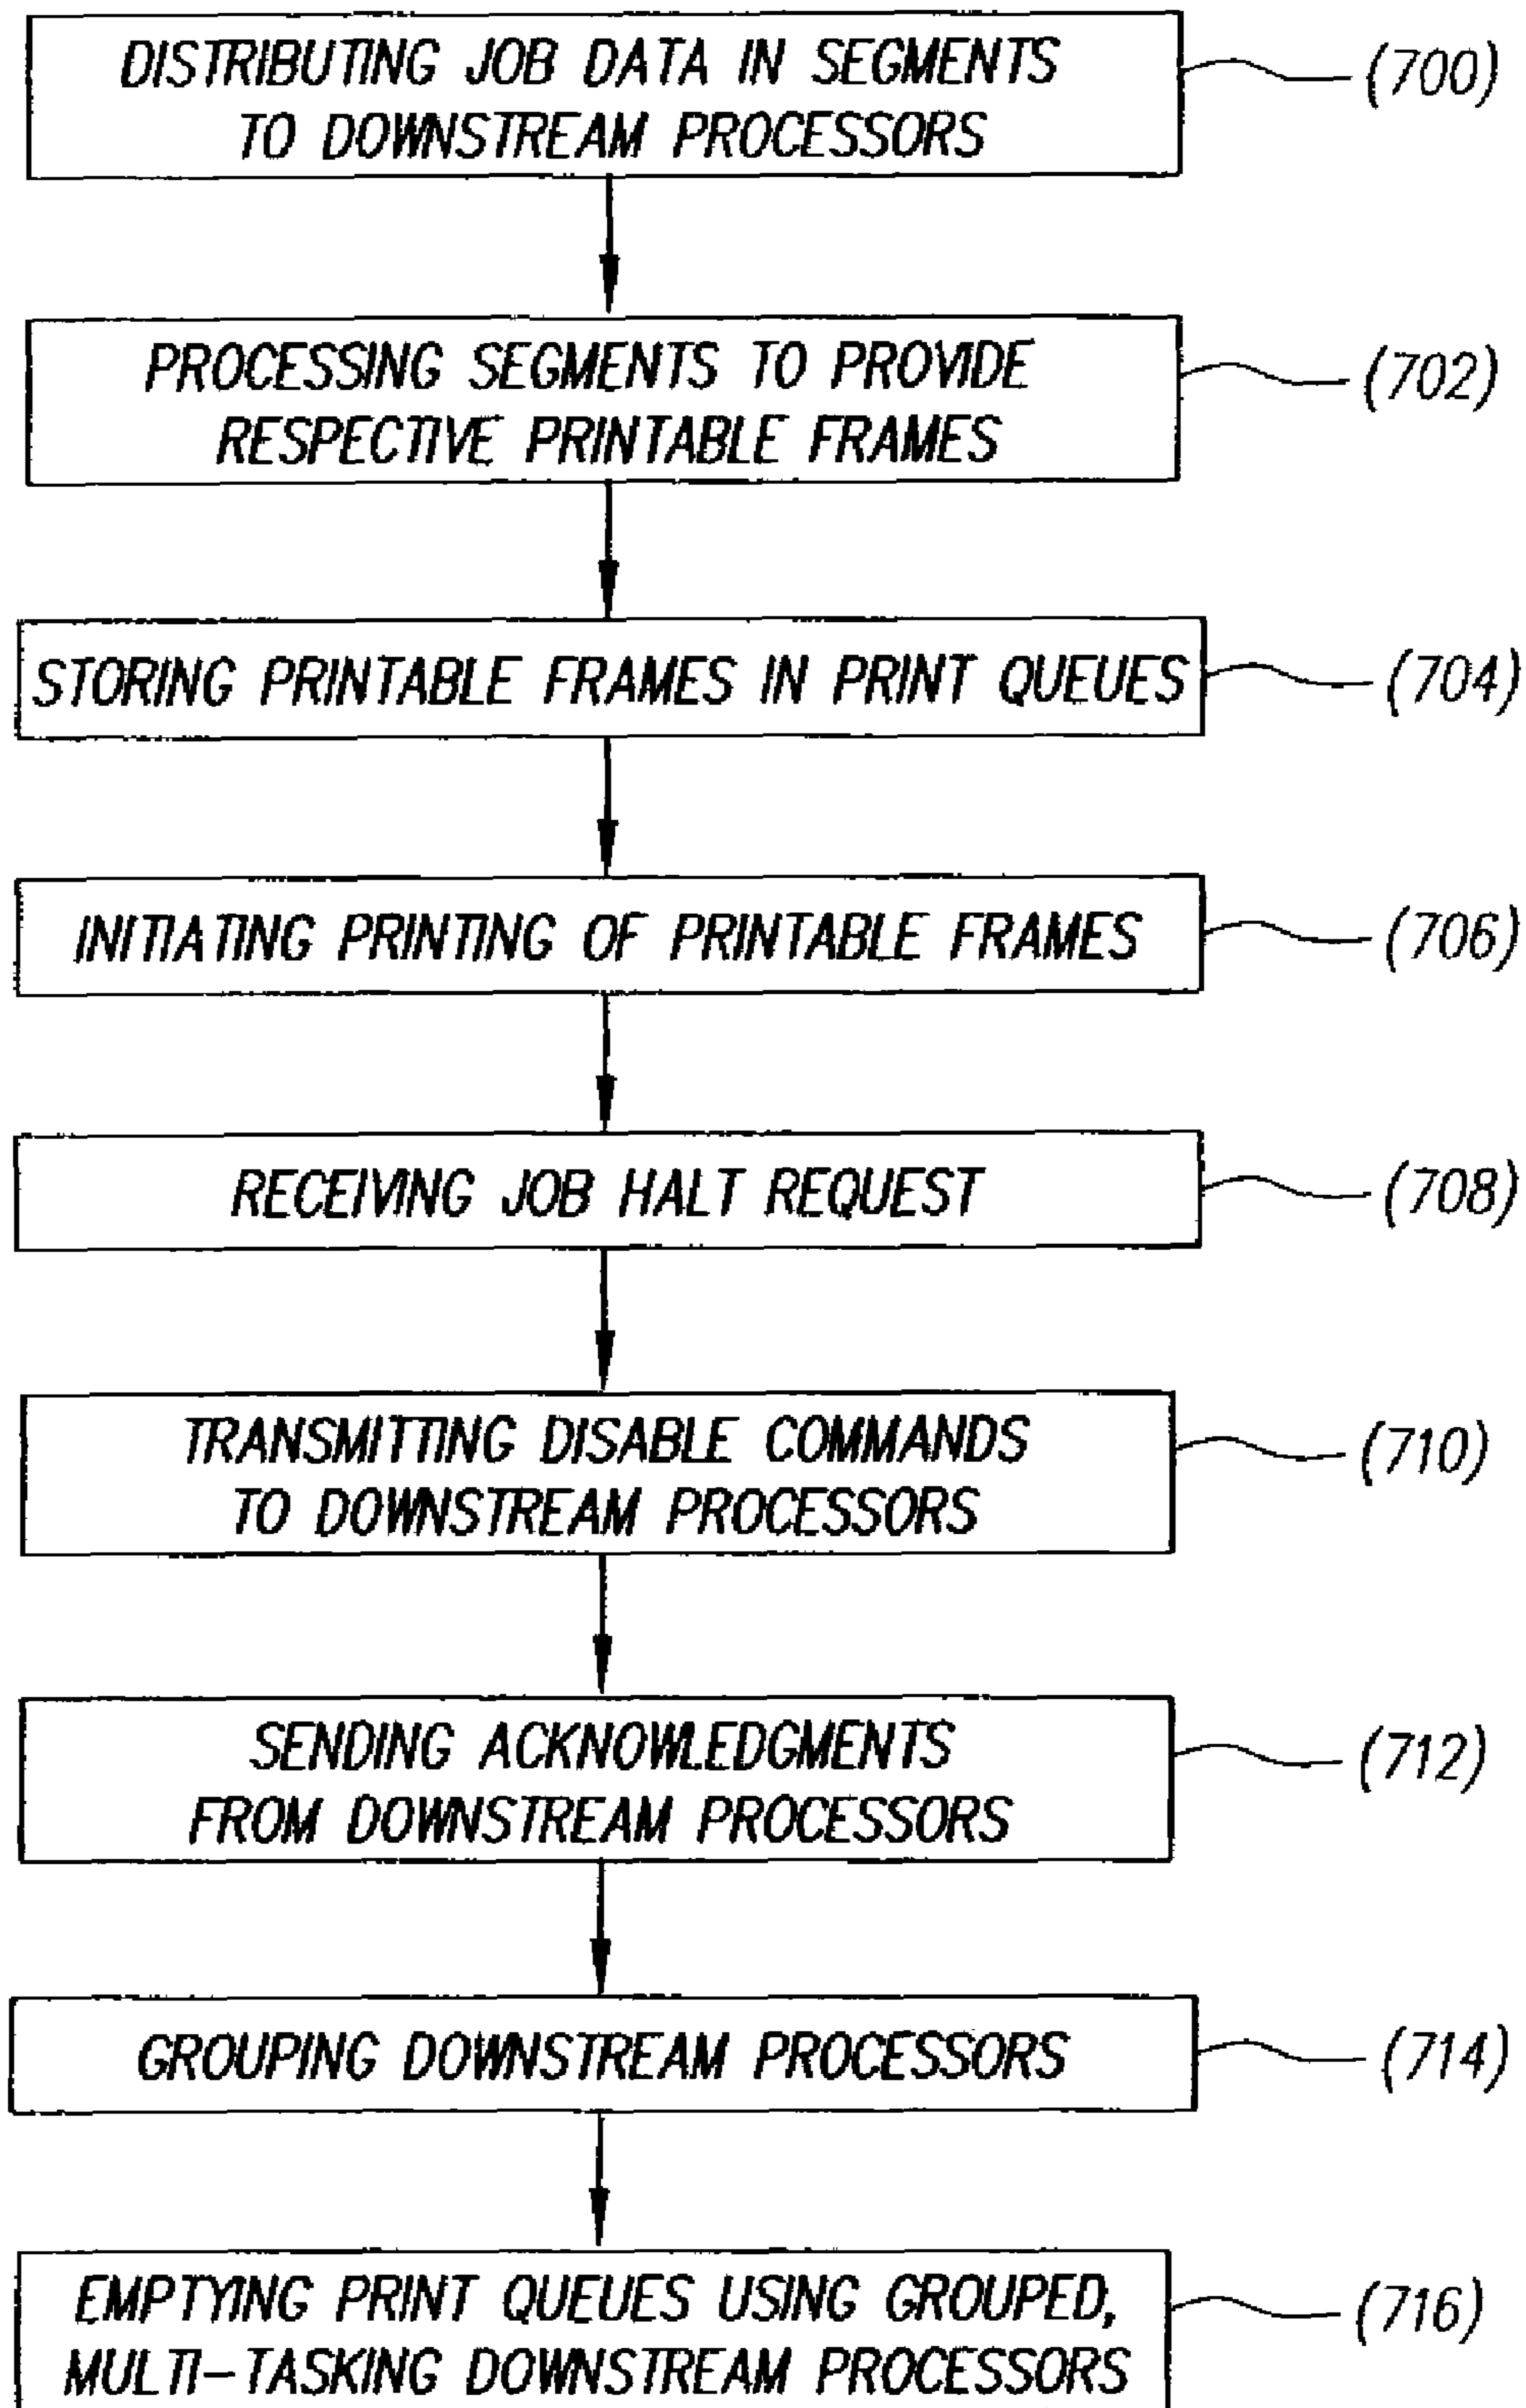 DISTRIBUTING JOB DATA IN SEGMENTS
TO DOWNSTREAM PROCESSORS
(700)
PROCESSING SEGMENTS TO PROVIDE
RESPECTIVE PRINTABLE FRAMES
(702)
STORING PRINTABLE FRAMES IN PRINT QUEUES
(704)
INITIATING PRINTING OF PRINTABLE FRAMES
(706)
RECEIVING JOB HALT REQUEST
(708)
TRANSMITTING DISABLE COMMANDS
TO DOWNSTREAM PROCESSORS
(710)
SENDING ACKNOWLEDGMENTS
FROM DOWNSTREAM PROCESSORS
(712)
GROUPING DOWNSTREAM PROCESSORS
(714)
EMPTYING PRINT QUEUES USING GROUPED,
MULTI-TASKING DOWNSTREAM PROCESSORS
(716)